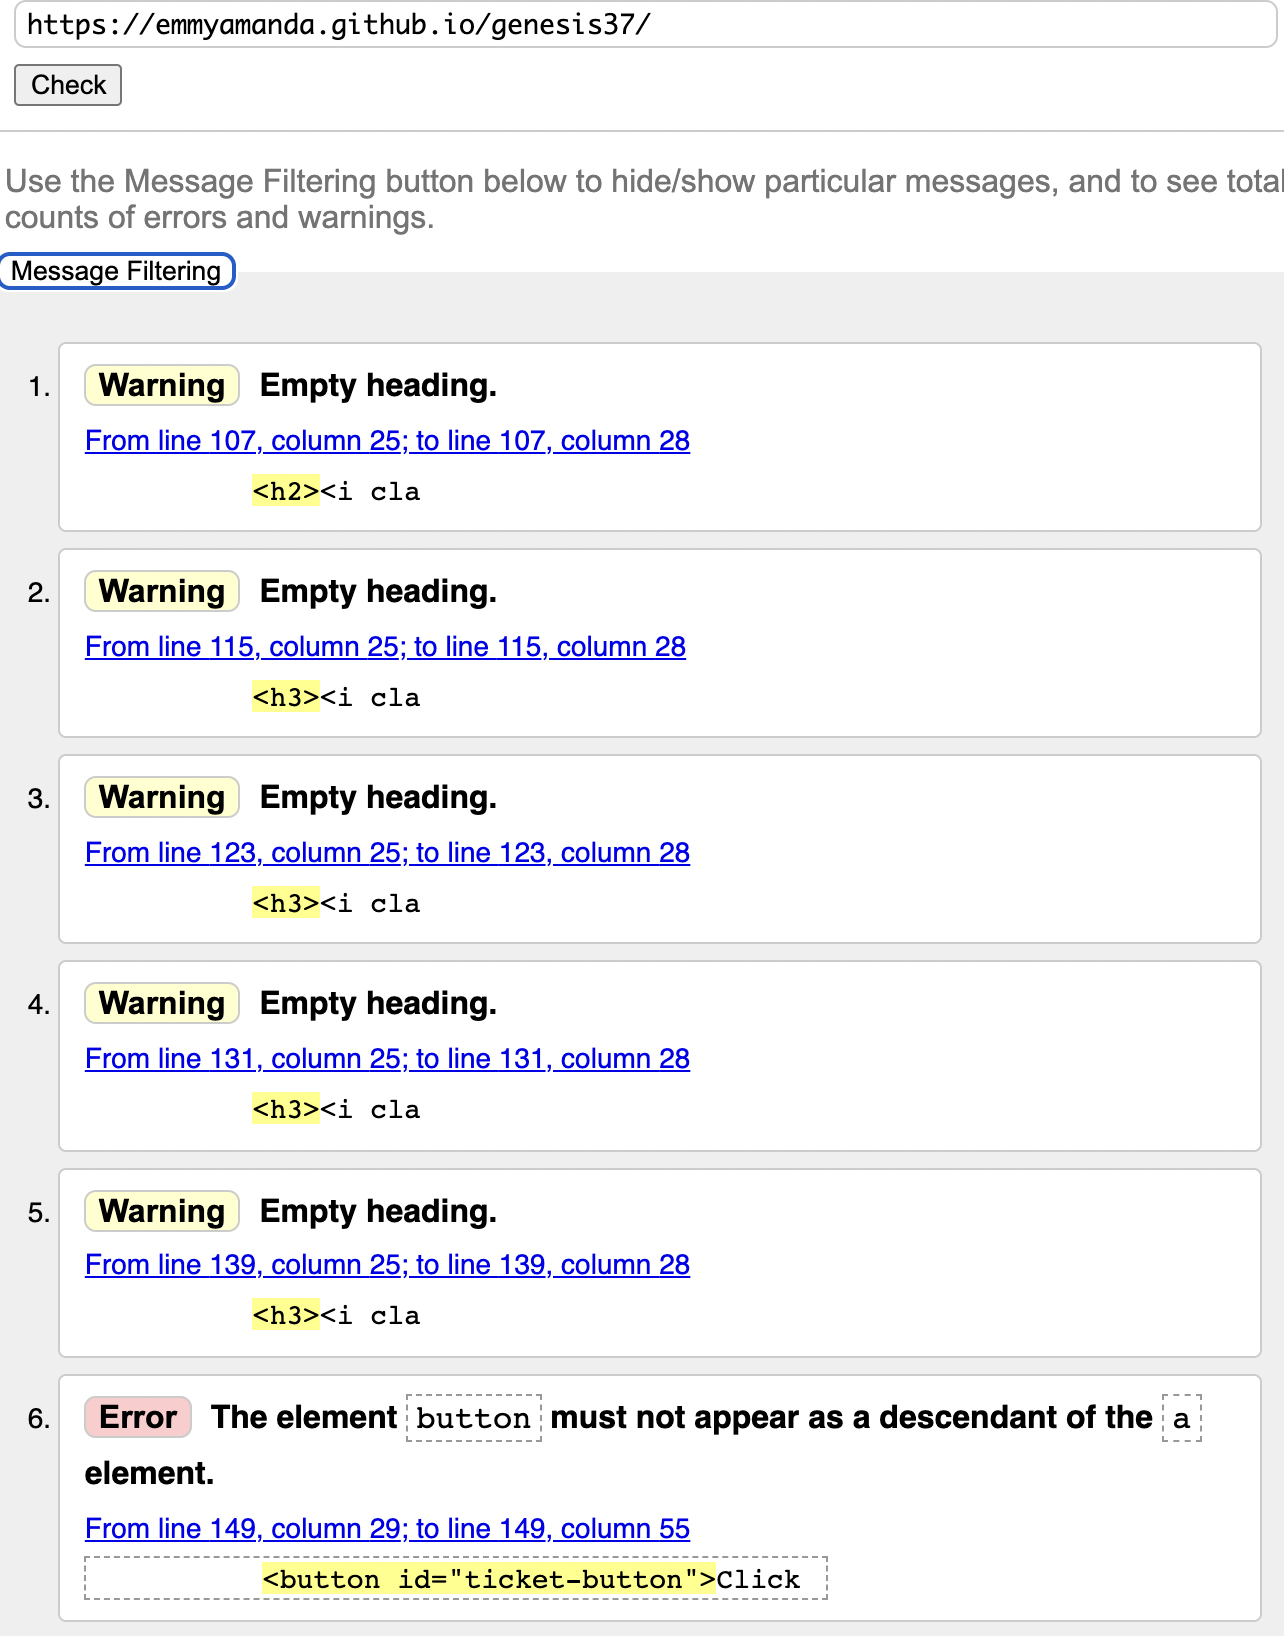 https://emmyamanda.github.io/genesis37/
Check
Use the Message Filtering button below to hide/show particular messages, and to see total
counts of errors and warnings.
Message Filtering
1. Warning Empty heading.
From line 107, column 25; to line 107, column 28
<h2><i cla
2. Warning Empty heading.
From line 115, column 25; to line 115, column 28
<h3><i cla
3. Warning Empty heading.
From line 123, column 25; to line 123, column 28
<h3><i cla
4. Warning Empty heading.
From line 131, column 25; to line 131, column 28
<h3><i cla
5. Warning Empty heading.
From line 139, column 25; to line 139, column 28
<h3><i cla
6. Error The element button must not appear as a descendant of the a
element.
From line 149, column 29; to line 149, column 55
<button id="ticket-button">Click